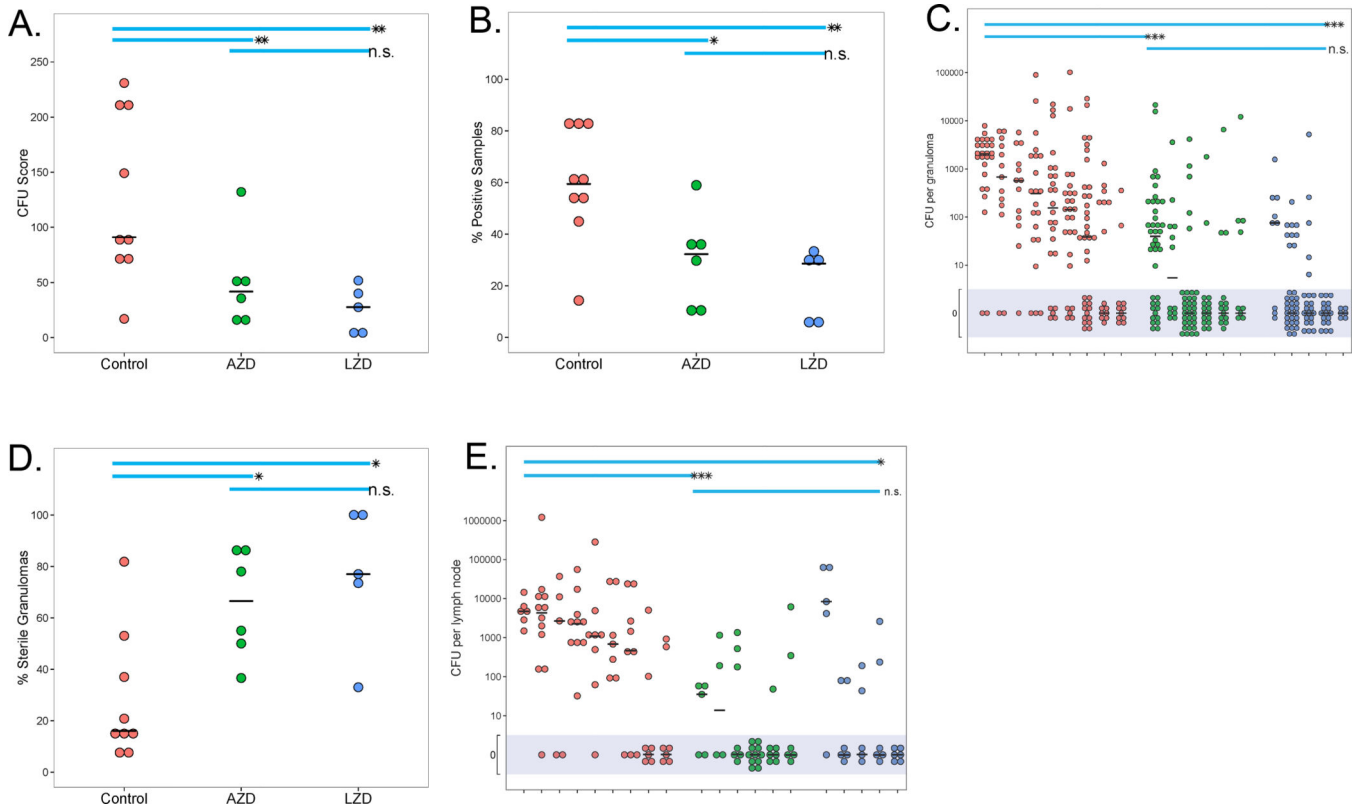 A.
**
**
n.s.
CFU Score
250
200
150
100
50
0
Control AZD LZD
B.
**
*
n.s.
% Positive Samples
100
80
60
40
20
0
Control AZD LZD
C.
***
***
n.s.
CFU per granuloma
100000
10000
1000
100
10
0
D.
*
*
n.s.
% Sterile Granulomas
100
80
60
40
20
0
Control AZD LZD
E.
*
***
n.s.
CFU per lymph node
1000000
100000
10000
1000
100
10
0